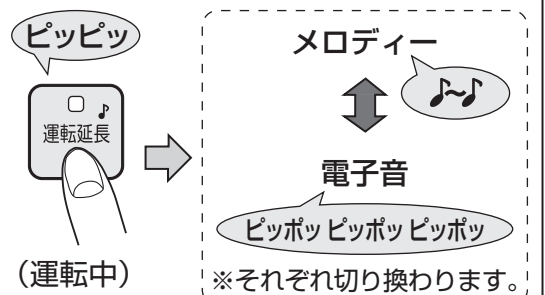 ピッピッ
♪
運転延長
(運転中)
メロディー
♪～♪
電子音
ピッポッ ピッポッ ピッポッ
※それぞれ切り換わります。